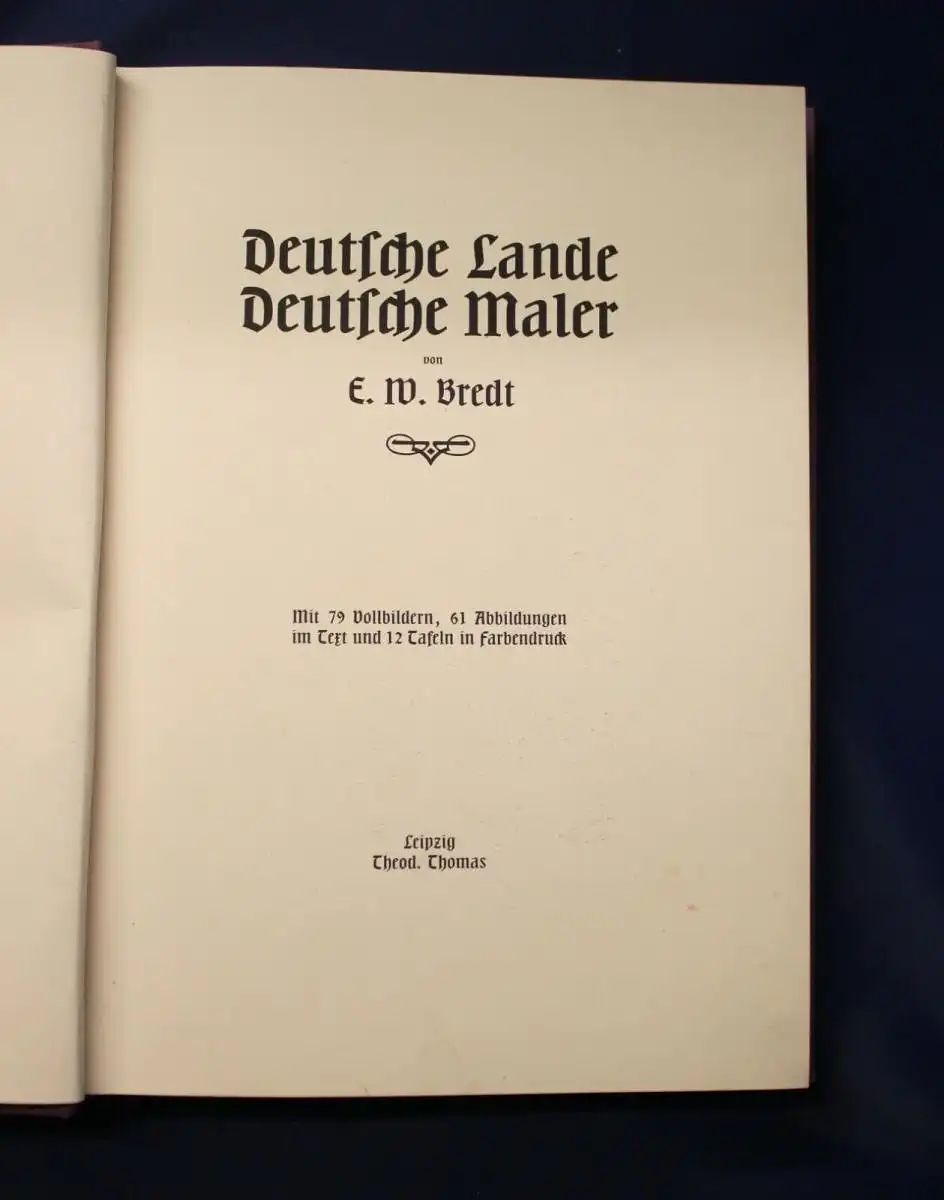 Deutſche Lande
Deutſche Maler
von
E. W. Bredt
Mit 79 Vollbildern, 61 Abbildungen
im Text und 12 Tafeln in Farbendruck
Leipzig
Theod. Thomas